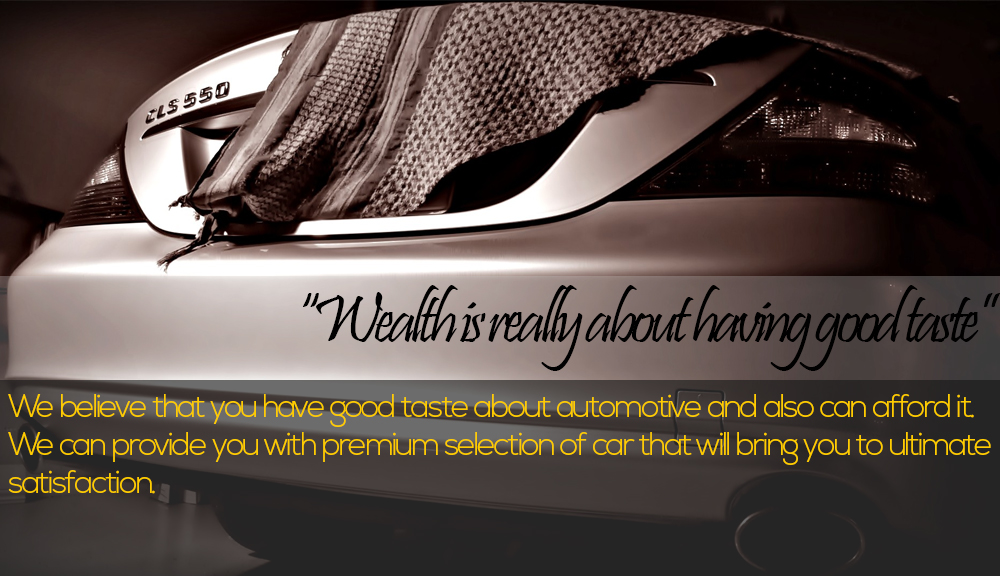 CLS 550
"Wealth is really about having good taste"
We believe that you have good taste about automotive and also can afford it.
We can provide you with premium selection of car that will bring you to ultimate
satisfaction.